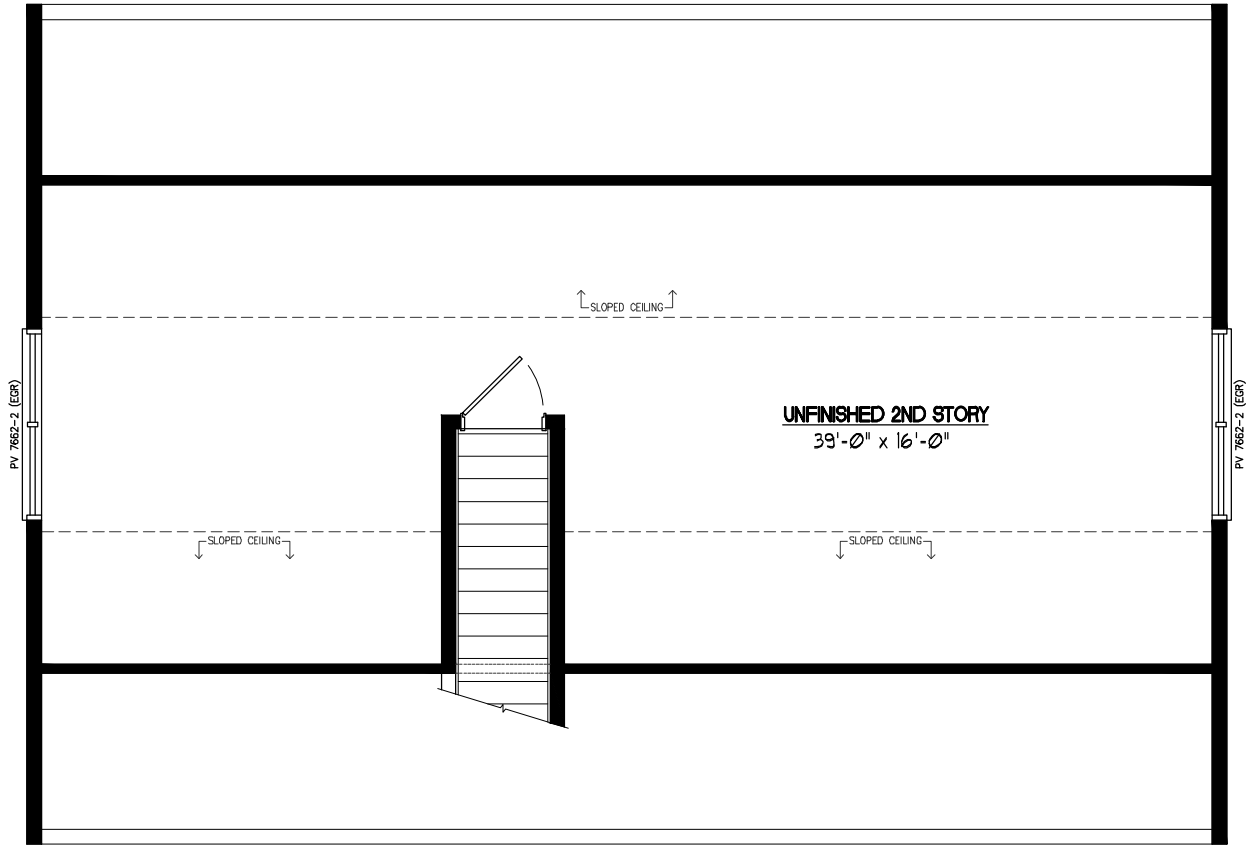 SLOPED CEILING
PV 7662-2 (EGR)
PV 7662-2 (EGR)
UNFINISHED 2ND STORY
39'-0" x 16'-0"
SLOPED CEILING
SLOPED CEILING